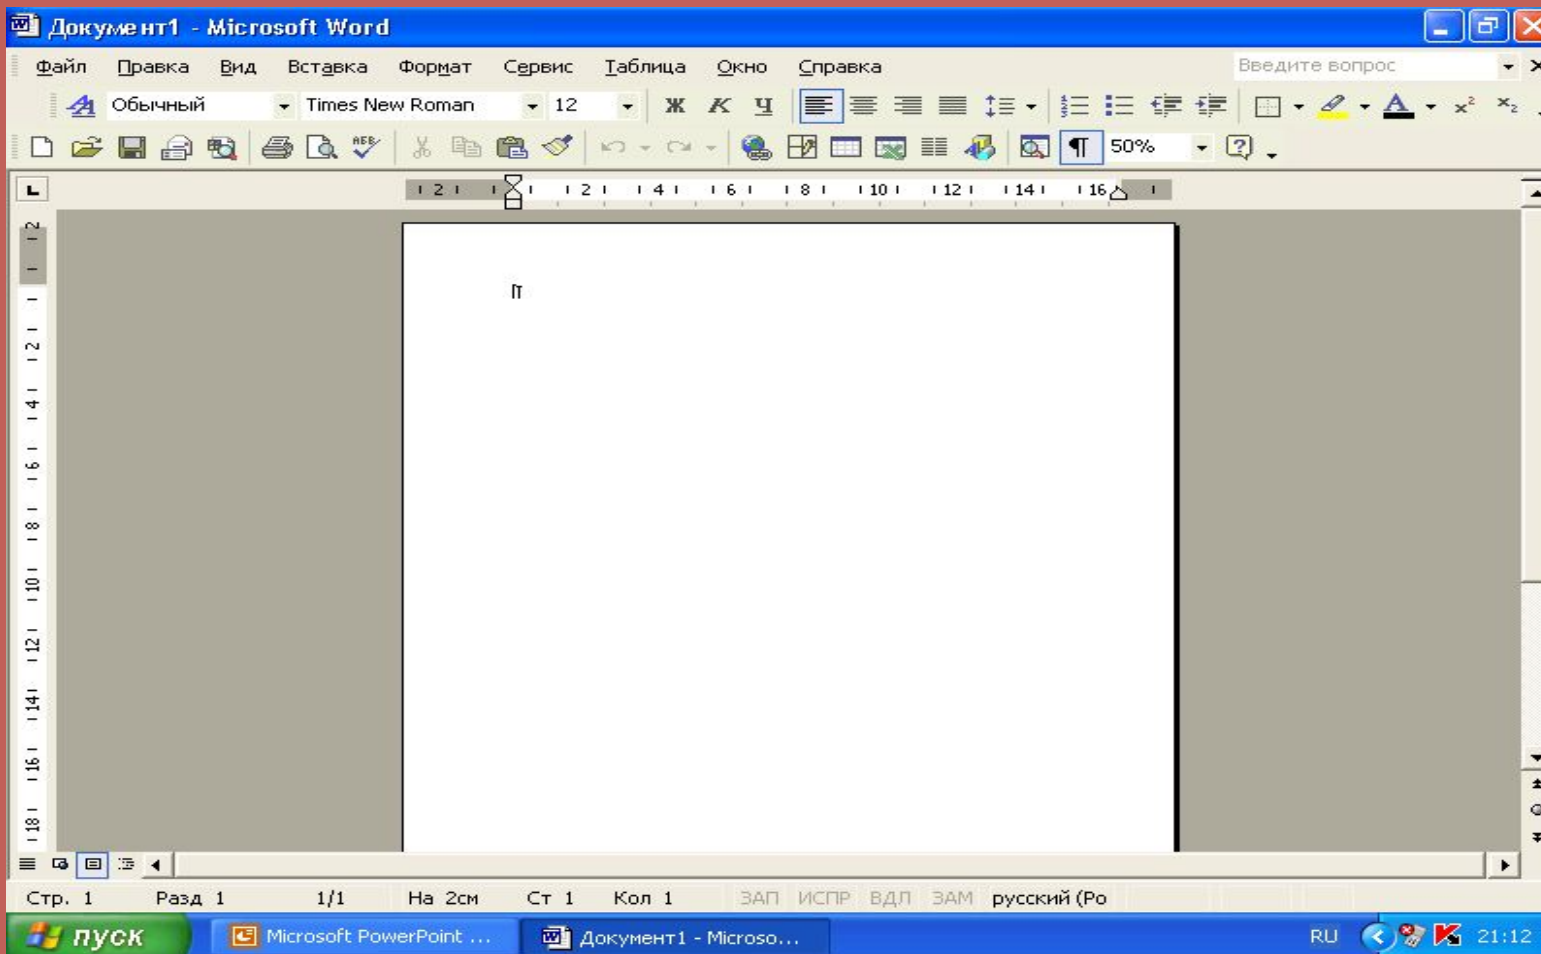 Документ1 - Microsoft Word
Файл Правка Вид Вставка Формат Сервис Таблица Окно Справка Введите вопрос
Обычный Times New Roman 12 Ж К Ч x² x₂
50%
2 2 4 6 8 10 12 14 16
2
2
4
6
8
10
12
14
16
18
Стр. 1 Разд 1 1/1 На 2см Ст 1 Кол 1 ЗАП ИСПР ВДЛ ЗАМ русский (Ро
пуск Microsoft PowerPoint ... Документ1 - Microso... RU 21:12